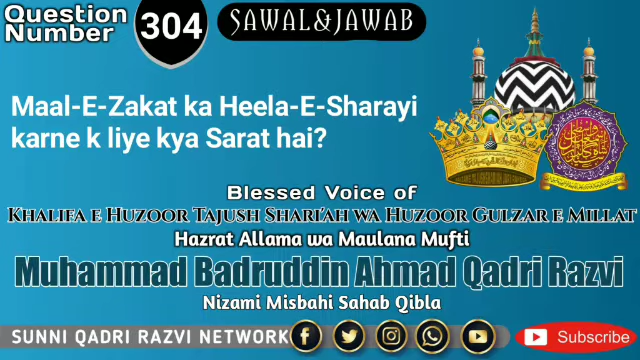 Question
Number
304
SAWAL&JAWAB
Maal-E-Zakat ka Heela-E-Sharayi
karne k liye kya Sarat hai?
Blessed Voice of
Khalifa e Huzoor Tajush Shari'ah wa Huzoor Gulzar e Millat
Hazrat Allama wa Maulana Mufti
Muhammad Badruddin Ahmad Qadri Razvi
Nizami Misbahi Sahab Qibla
SUNNI QADRI RAZVI NETWORK
Subscribe